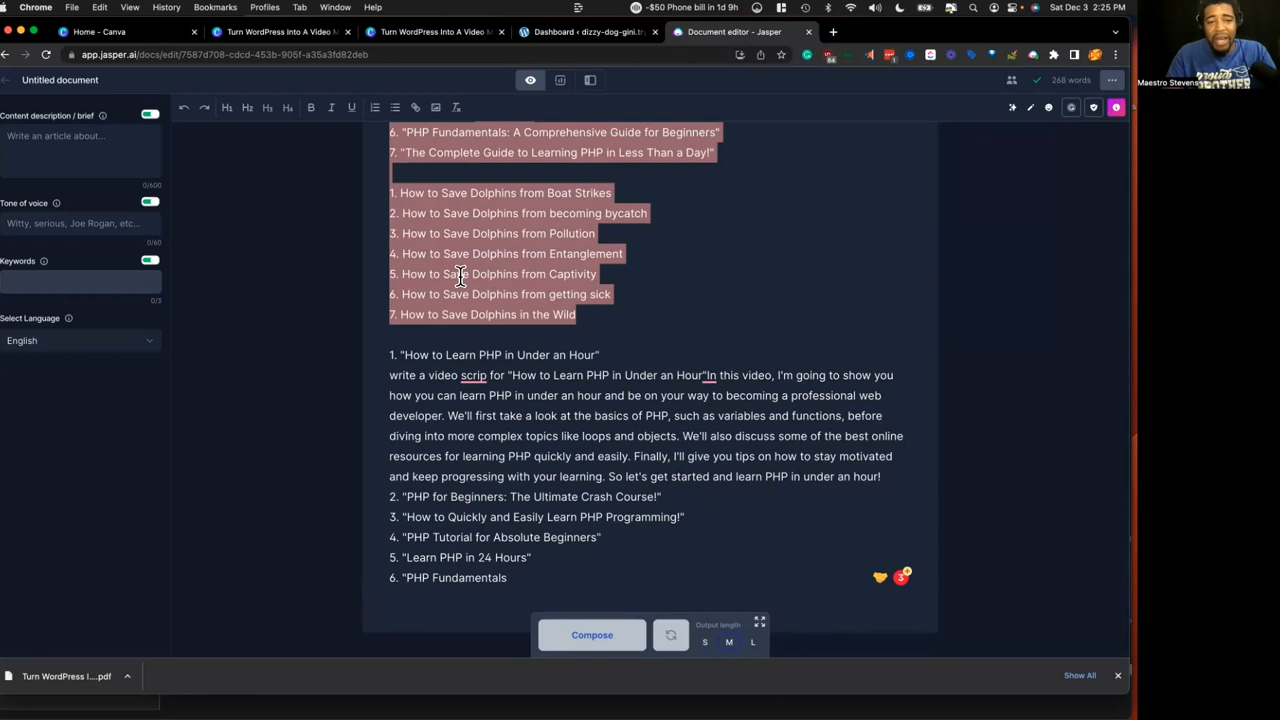 Chrome File Edit View History Bookmarks Profiles Tab Window Help -$50 Phone bill in 1d 9h Sat Dec 3 2:25 PM
Home - Canva Turn WordPress Into A Video M Turn WordPress Into A Video M Dashboard ‹ dizzy-dog-gini.try Document editor - Jasper
app.jasper.ai/docs/edit/7587d708-cdcd-453b-905f-a35a3fd82deb
Maestro Stevens
Untitled document
268 words
Content description / brief
H1 H2 H3 H4 B I U
Write an article about...
0/600
Tone of voice
Witty, serious, Joe Rogan, etc...
0/60
Keywords
0/3
Select Language
English
6. "PHP Fundamentals: A Comprehensive Guide for Beginners"
7. "The Complete Guide to Learning PHP in Less Than a Day!"
1. How to Save Dolphins from Boat Strikes
2. How to Save Dolphins from becoming bycatch
3. How to Save Dolphins from Pollution
4. How to Save Dolphins from Entanglement
5. How to Save Dolphins from Captivity
6. How to Save Dolphins from getting sick
7. How to Save Dolphins in the Wild
1. "How to Learn PHP in Under an Hour"
write a video scrip for "How to Learn PHP in Under an Hour"In this video, I'm going to show you
how you can learn PHP in under an hour and be on your way to becoming a professional web
developer. We'll first take a look at the basics of PHP, such as variables and functions, before
diving into more complex topics like loops and objects. We'll also discuss some of the best online
resources for learning PHP quickly and easily. Finally, I'll give you tips on how to stay motivated
and keep progressing with your learning. So let's get started and learn PHP in under an hour!
2. "PHP for Beginners: The Ultimate Crash Course!"
3. "How to Quickly and Easily Learn PHP Programming!"
4. "PHP Tutorial for Absolute Beginners"
5. "Learn PHP in 24 Hours"
6. "PHP Fundamentals
3
Compose
Output length
S M L
Turn WordPress I....pdf
Show All